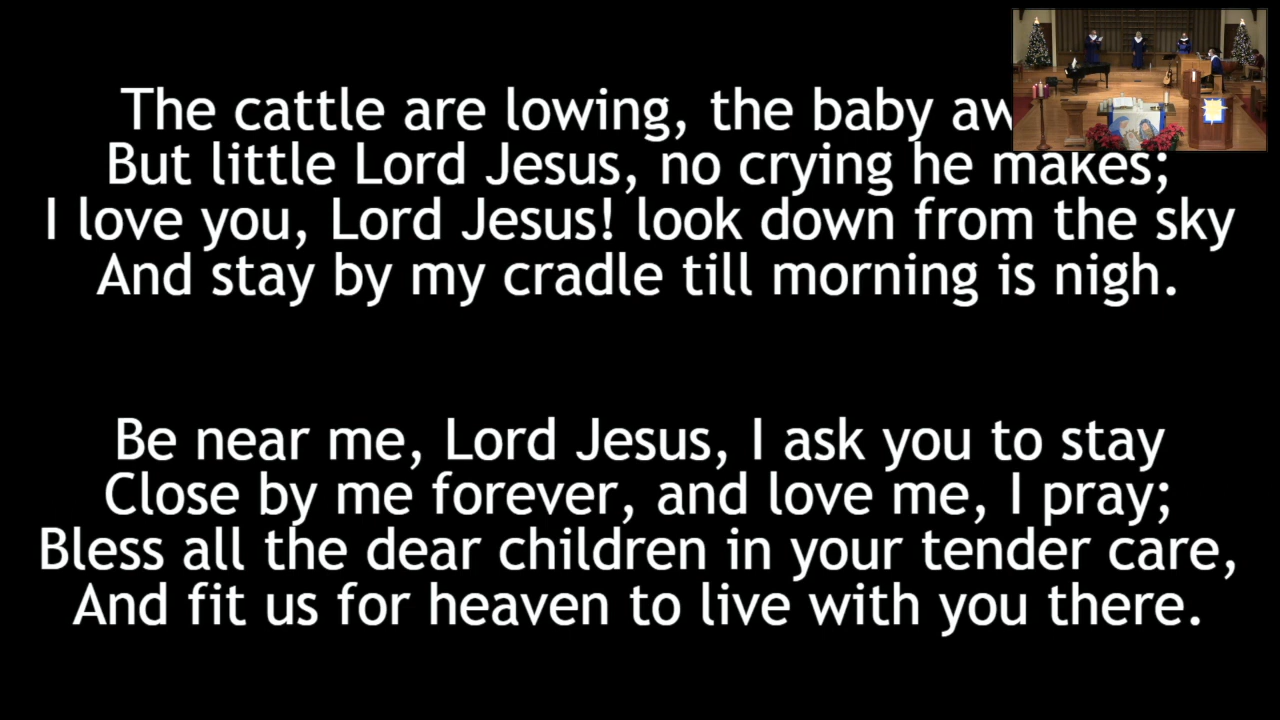 The cattle are lowing, the baby aw
But little Lord Jesus, no crying he makes;
I love you, Lord Jesus! look down from the sky
And stay by my cradle till morning is nigh.
Be near me, Lord Jesus, I ask you to stay
Close by me forever, and love me, I pray;
Bless all the dear children in your tender care,
And fit us for heaven to live with you there.